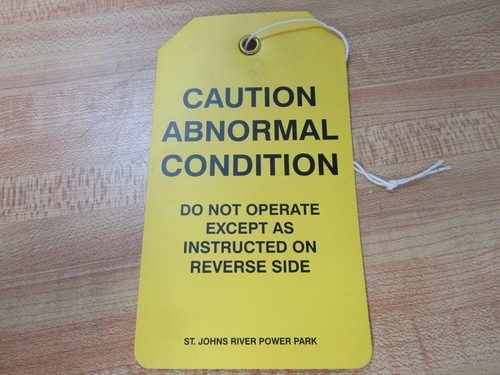 CAUTION
ABNORMAL
CONDITION
DO NOT OPERATE
EXCEPT AS
INSTRUCTED ON
REVERSE SIDE
ST. JOHNS RIVER POWER PARK